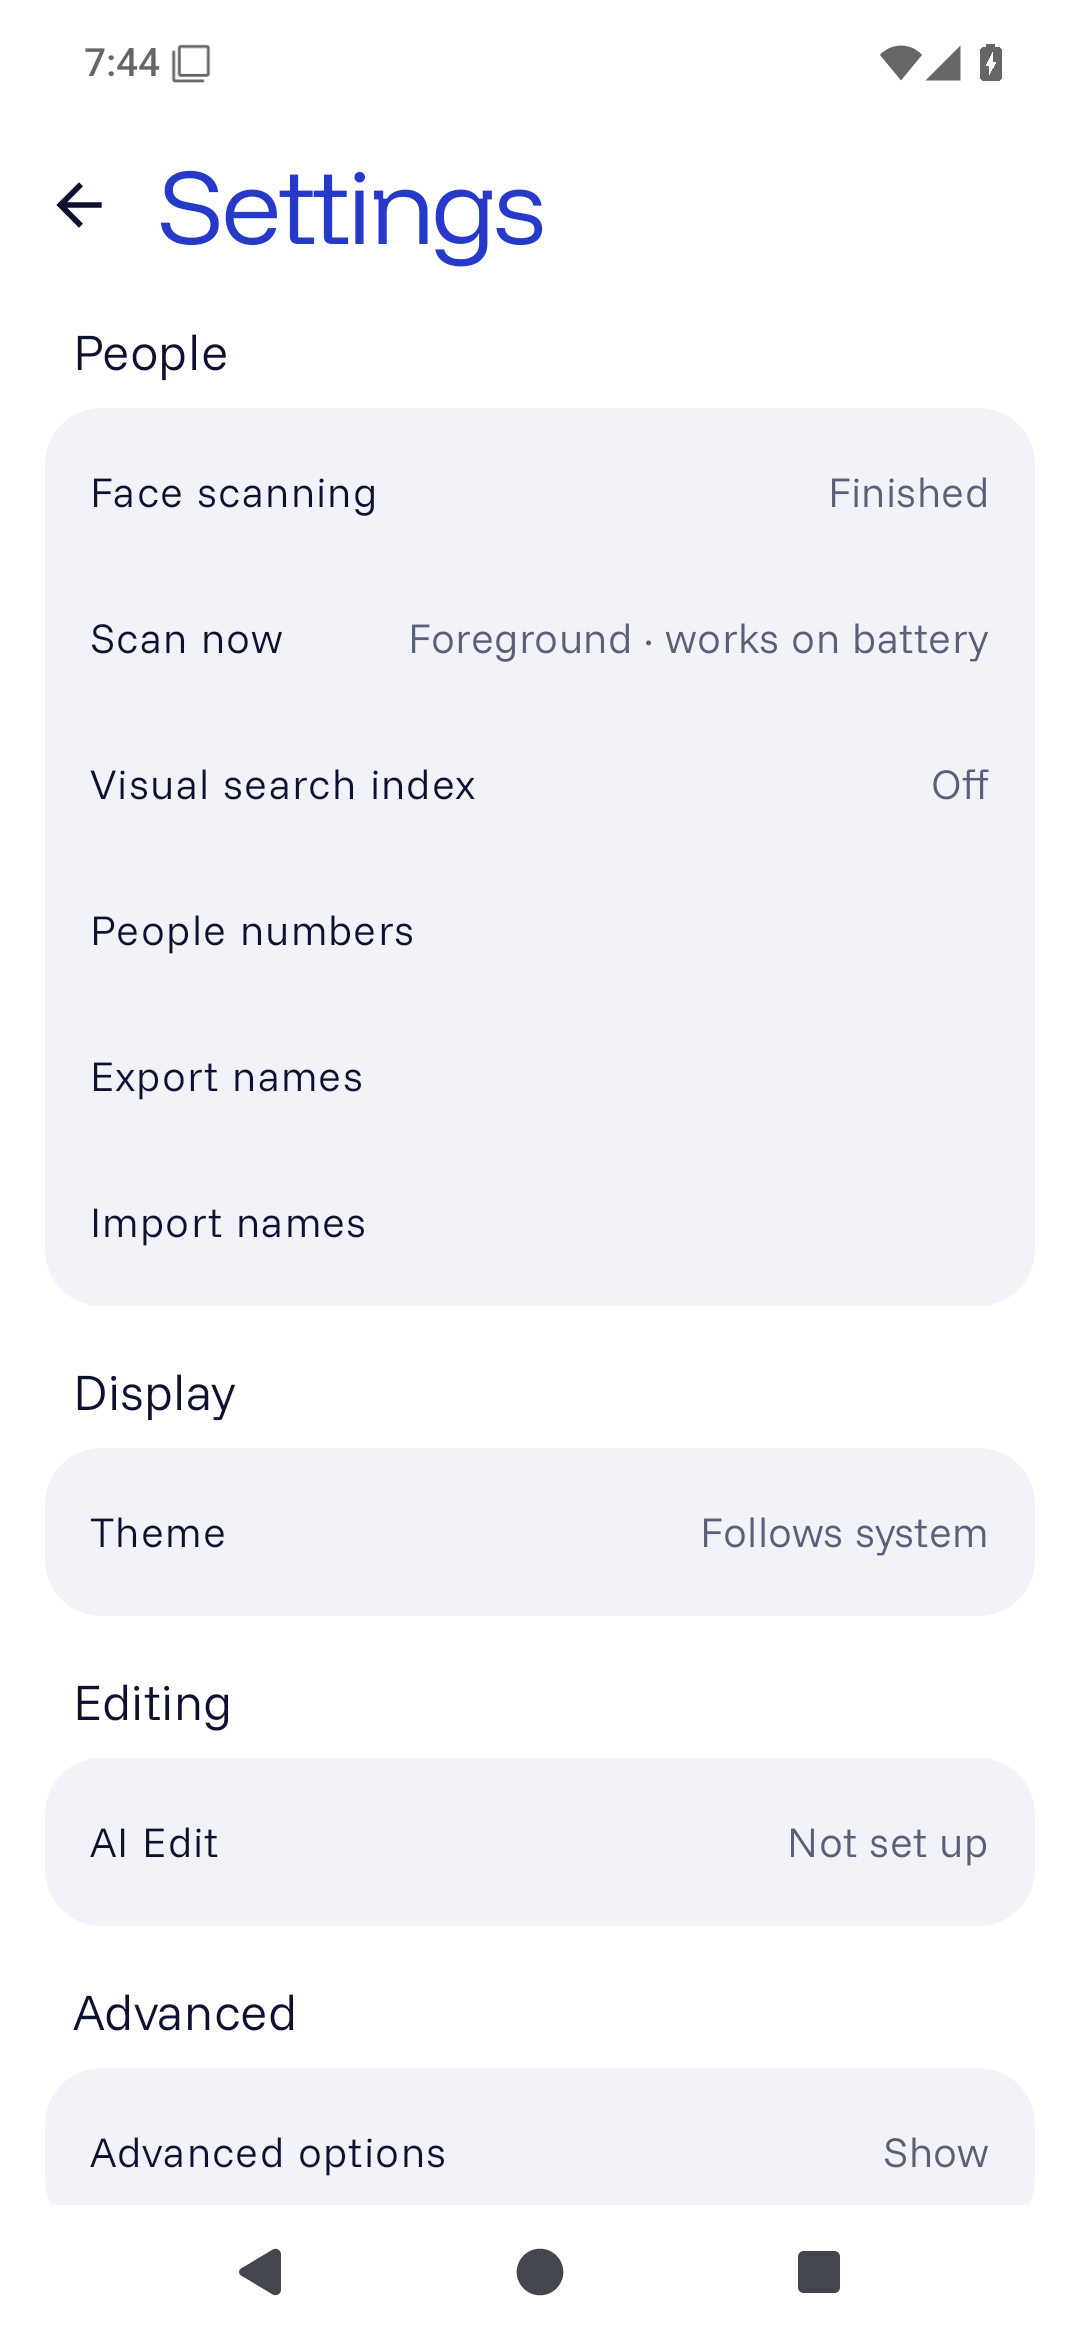 7:44
Settings
People
Face scanning Finished
Scan now Foreground · works on battery
Visual search index Off
People numbers
Export names
Import names
Display
Theme Follows system
Editing
AI Edit Not set up
Advanced
Advanced options Show